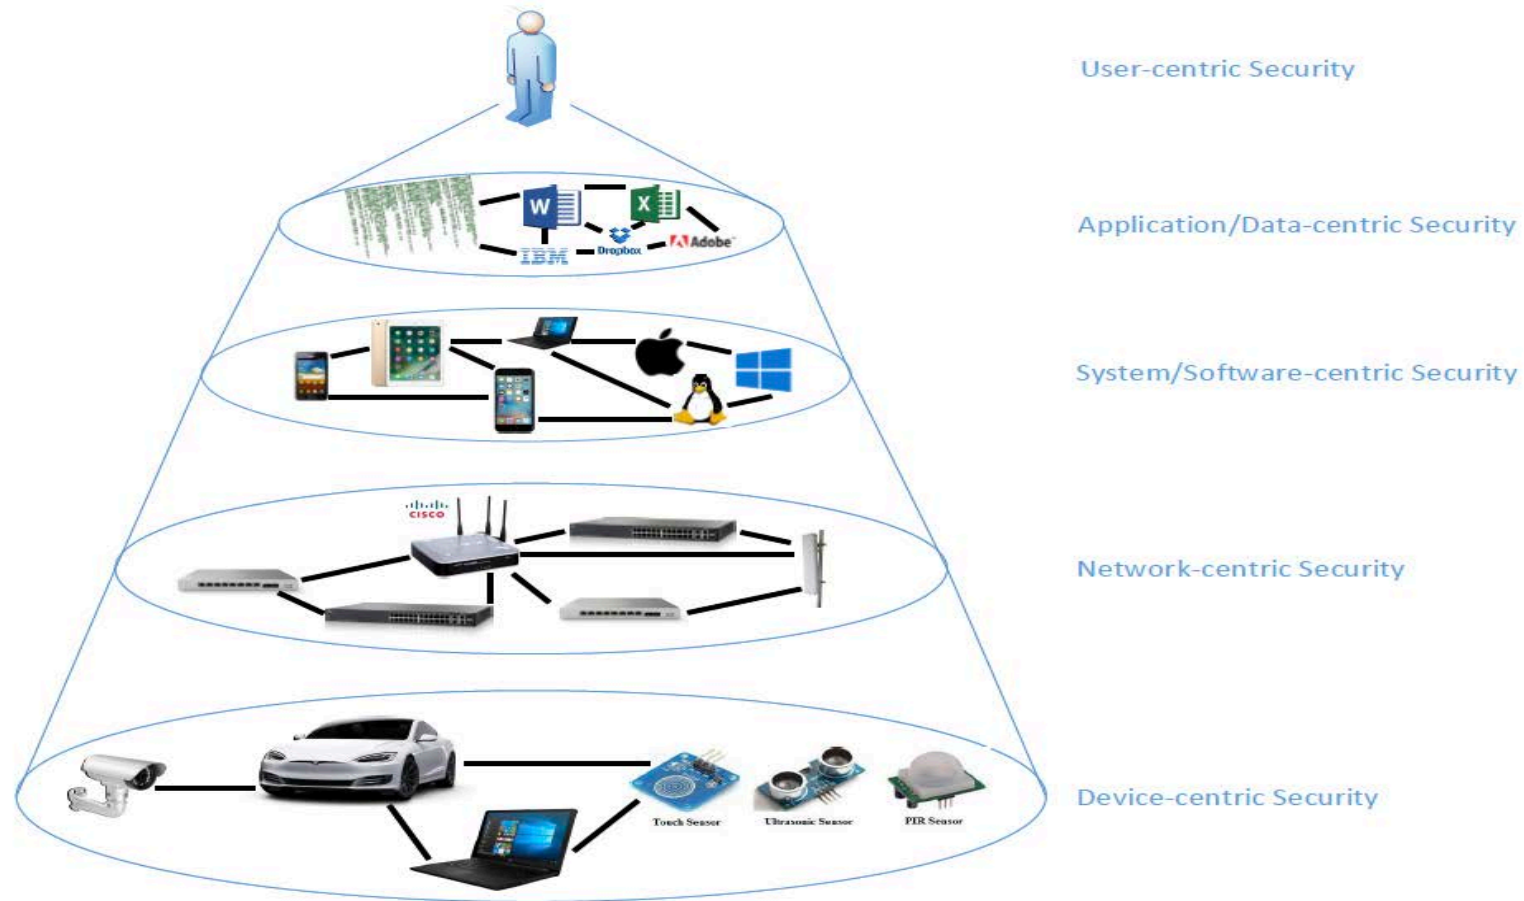 User-centric Security
W
X
Dropbox
IBM
Adobe
Application/Data-centric Security
System/Software-centric Security
CISCO
Network-centric Security
Touch Sensor
Ultrasonic Sensor
PIR Sensor
Device-centric Security